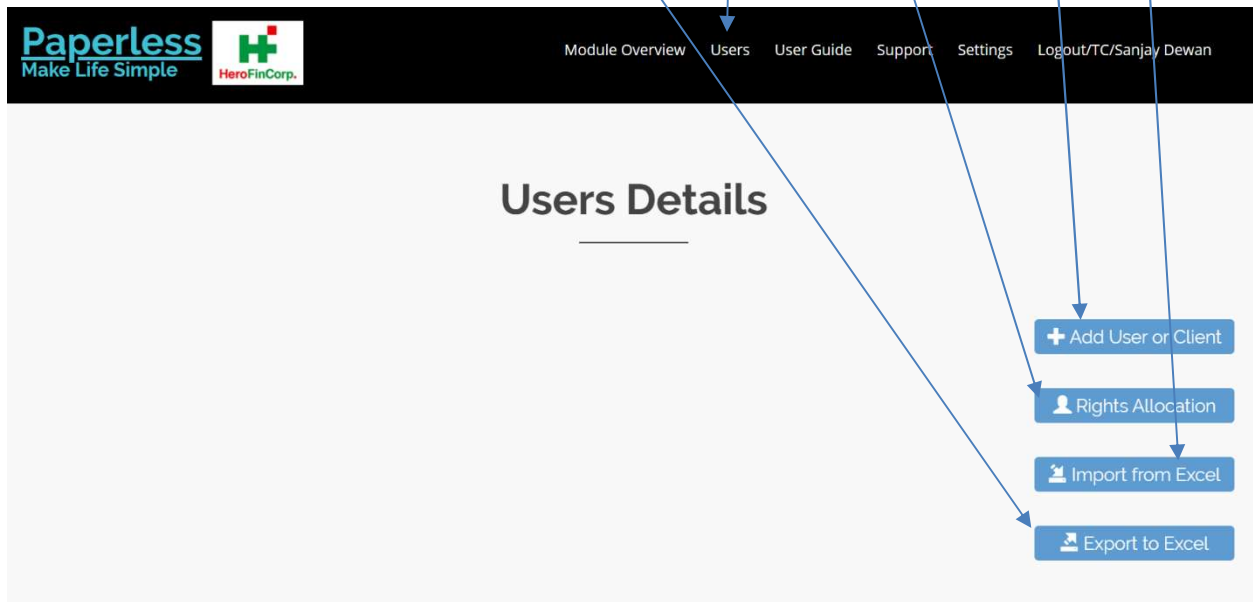 Paperless
Make Life Simple
HeroFinCorp.
Module Overview Users User Guide Support Settings Logout/TC/Sanjay Dewan
Users Details
Add User or Client
Rights Allocation
Import from Excel
Export to Excel